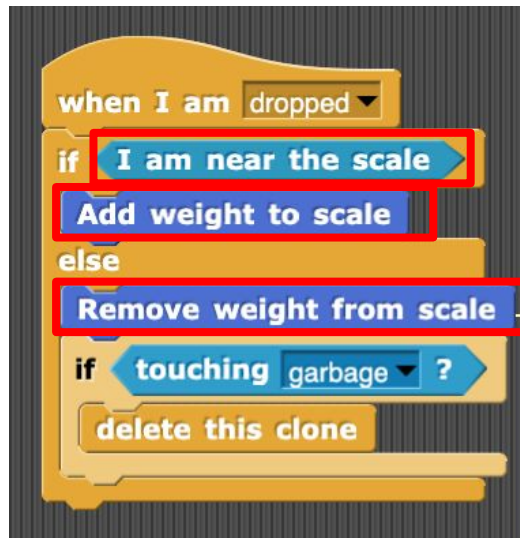 when I am dropped
if I am near the scale
Add weight to scale
else
Remove weight from scale
if touching garbage ?
delete this clone